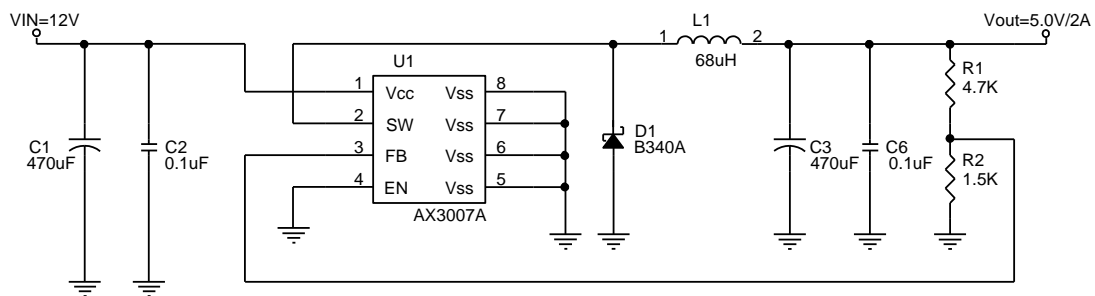 VIN=12V
L1
Vout=5.0V/2A
1
2
68uH
U1
R1
4.7K
1
Vcc
Vss
8
2
SW
Vss
7
3
FB
Vss
6
4
EN
Vss
5
AX3007A
C1
470uF
C2
0.1uF
D1
B340A
C3
470uF
C6
0.1uF
R2
1.5K